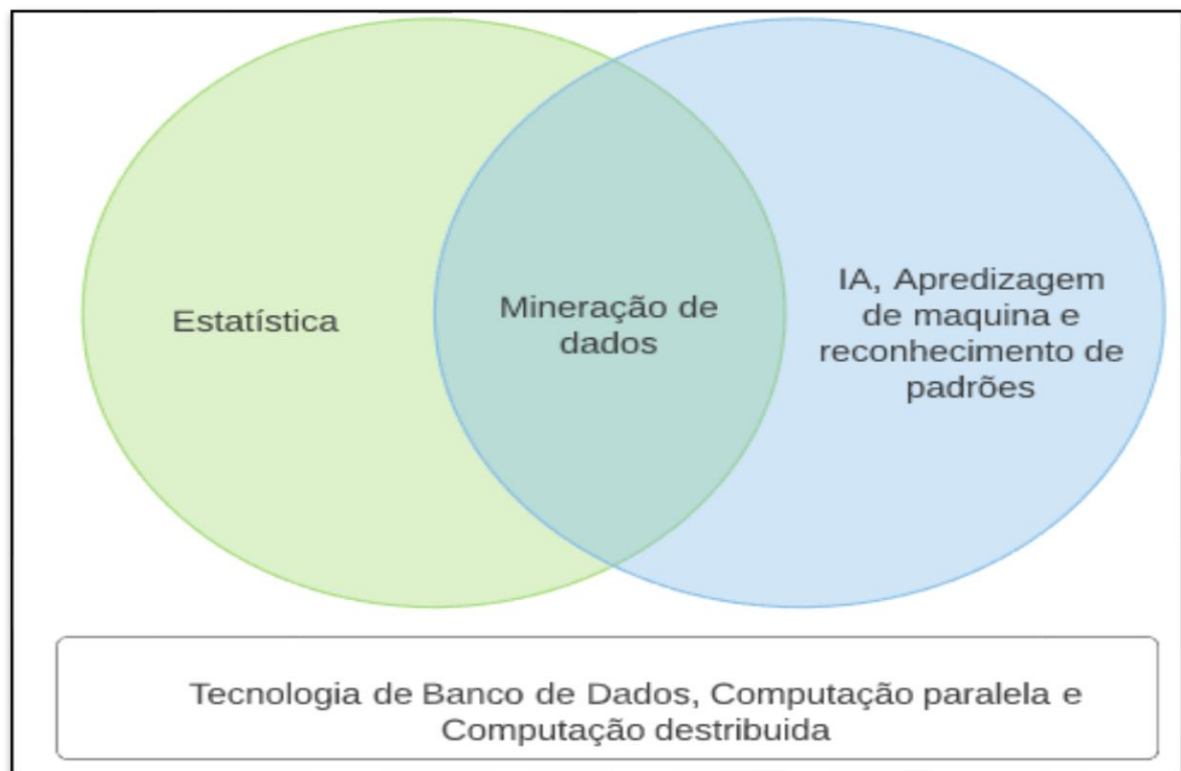 Estatística
Mineração de
dados
IA, Apredizagem
de maquina e
reconhecimento de
padrões
Tecnologia de Banco de Dados, Computação paralela e
Computação destribuida